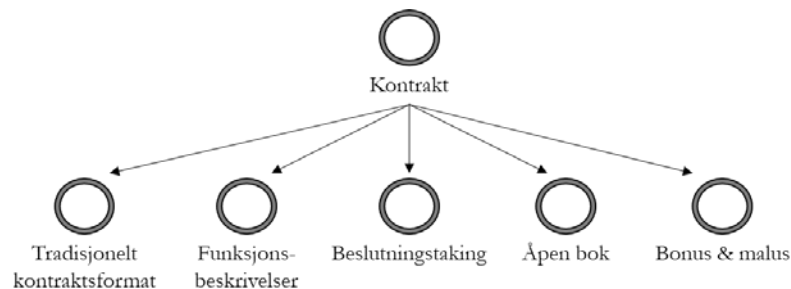 Kontrakt
Tradisjonelt
kontraktsformat
Funksjons-
beskrivelser
Beslutningstaking
Åpen bok
Bonus & malus